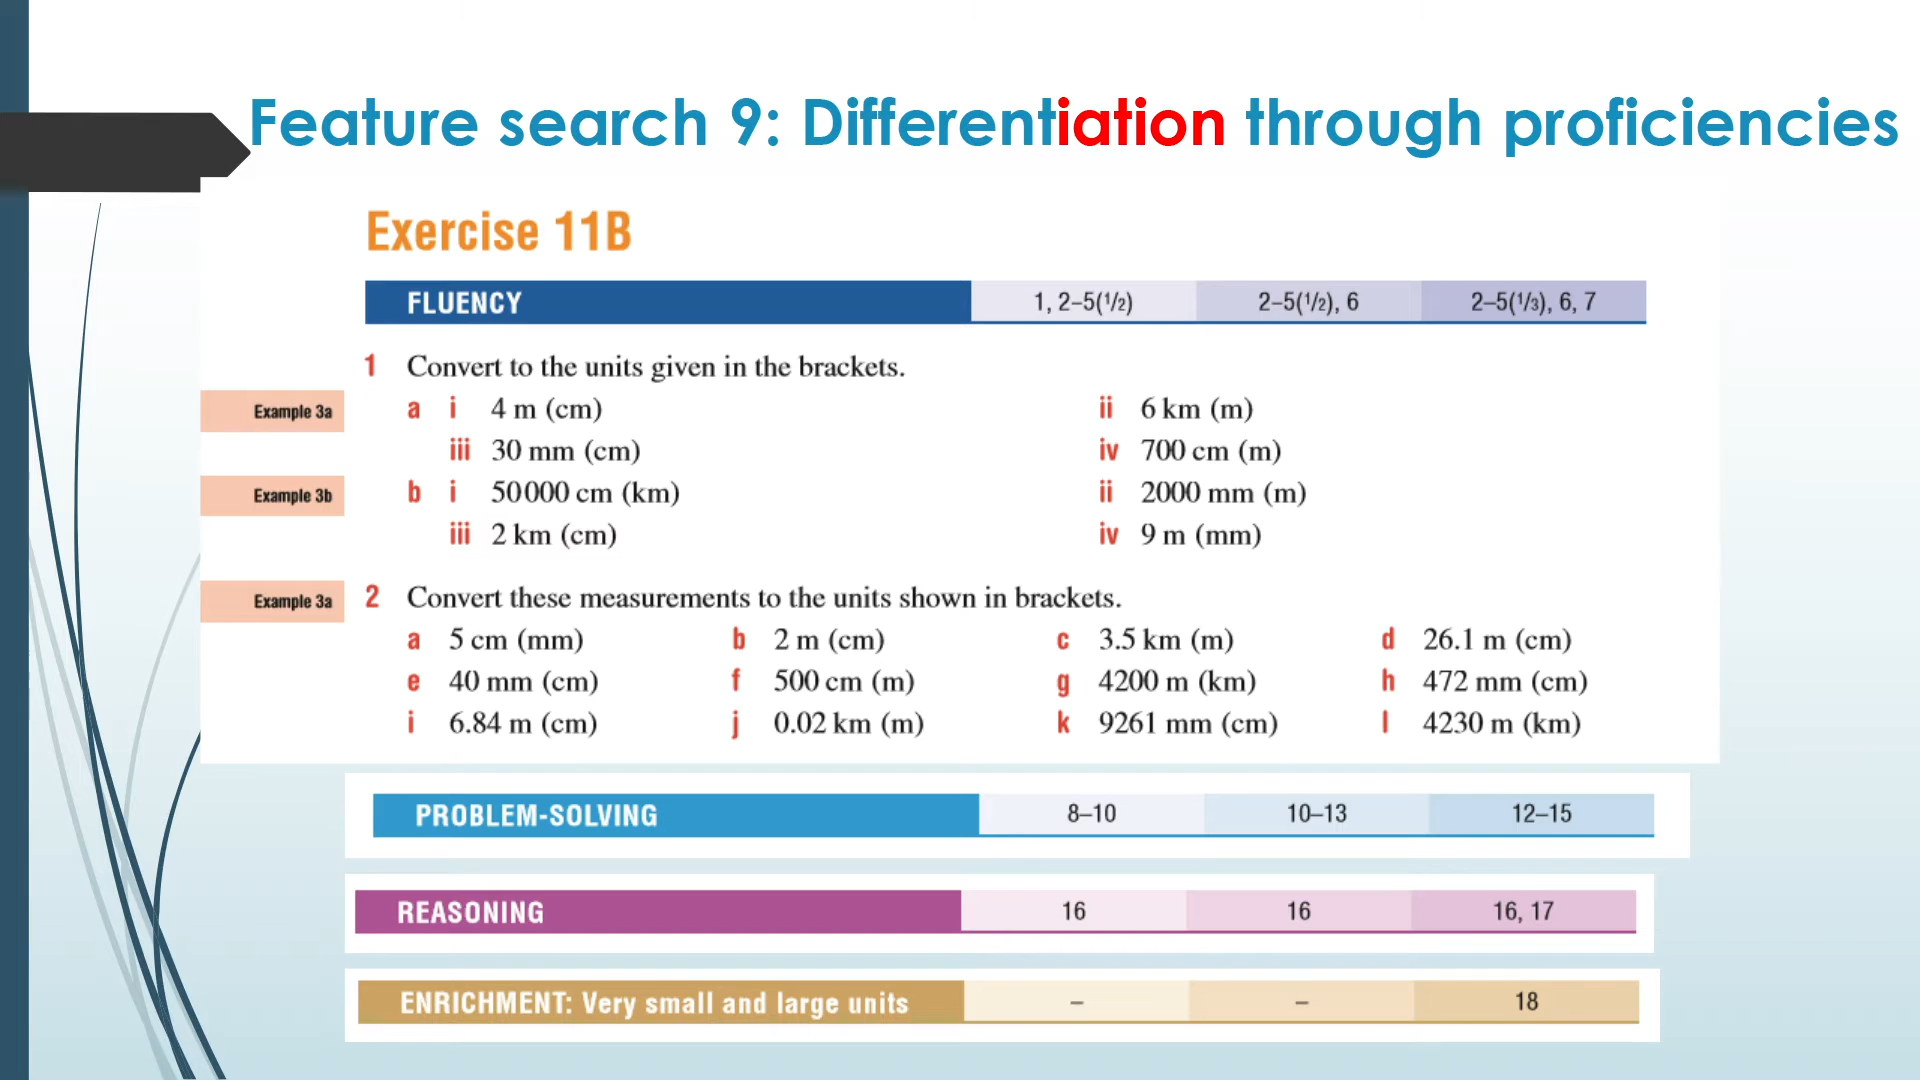 Feature search 9: Differentiation through proficiencies
Exercise 11B
FLUENCY 1, 2–5(1/2) 2–5(1/2), 6 2–5(1/3), 6, 7
1 Convert to the units given in the brackets.
Example 3a a i 4 m (cm) ii 6 km (m)
iii 30 mm (cm) iv 700 cm (m)
Example 3b b i 50000 cm (km) ii 2000 mm (m)
iii 2 km (cm) iv 9 m (mm)
Example 3a 2 Convert these measurements to the units shown in brackets.
a 5 cm (mm) b 2 m (cm) c 3.5 km (m) d 26.1 m (cm)
e 40 mm (cm) f 500 cm (m) g 4200 m (km) h 472 mm (cm)
i 6.84 m (cm) j 0.02 km (m) k 9261 mm (cm) l 4230 m (km)
PROBLEM-SOLVING 8–10 10–13 12–15
REASONING 16 16 16, 17
ENRICHMENT: Very small and large units – – 18